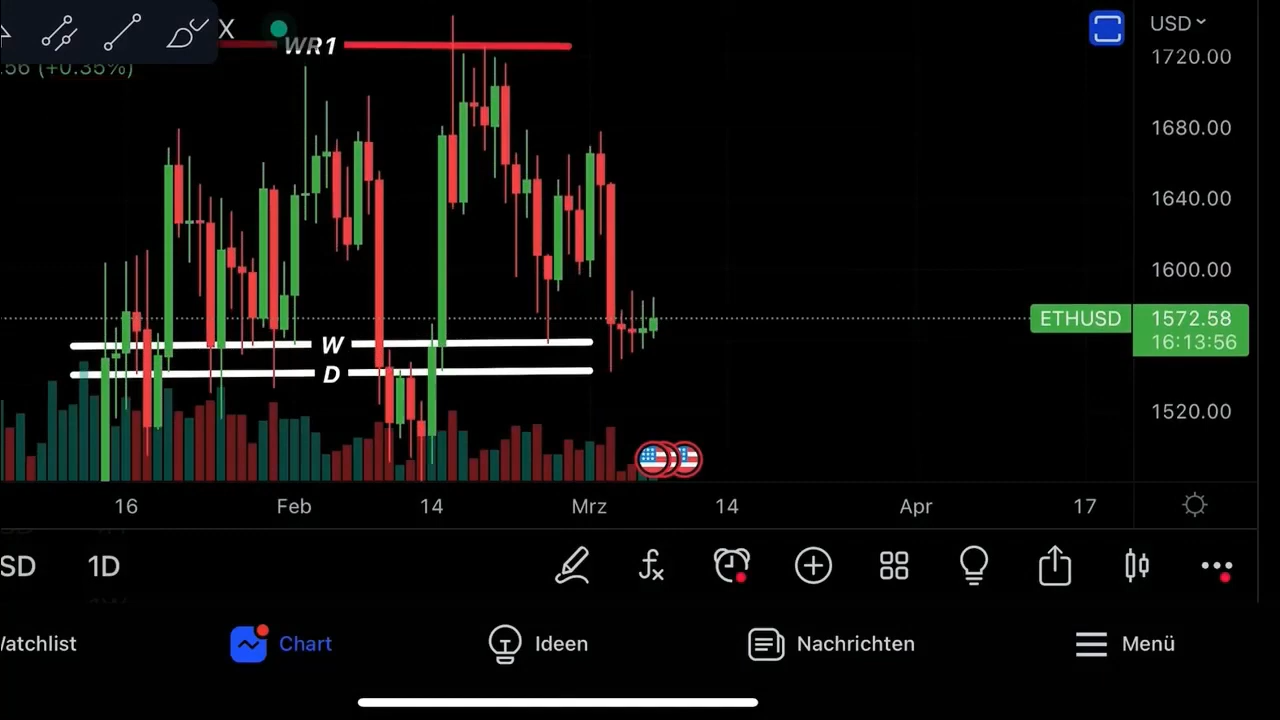 X
USD
WR1
1720.00
.56 (+0.35%)
1680.00
1640.00
1600.00
ETHUSD 1572.58
16:13:56
W
D
1520.00
16 Feb 14 Mrz 14 Apr 17
SD 1D
Watchlist Chart Ideen Nachrichten Menü